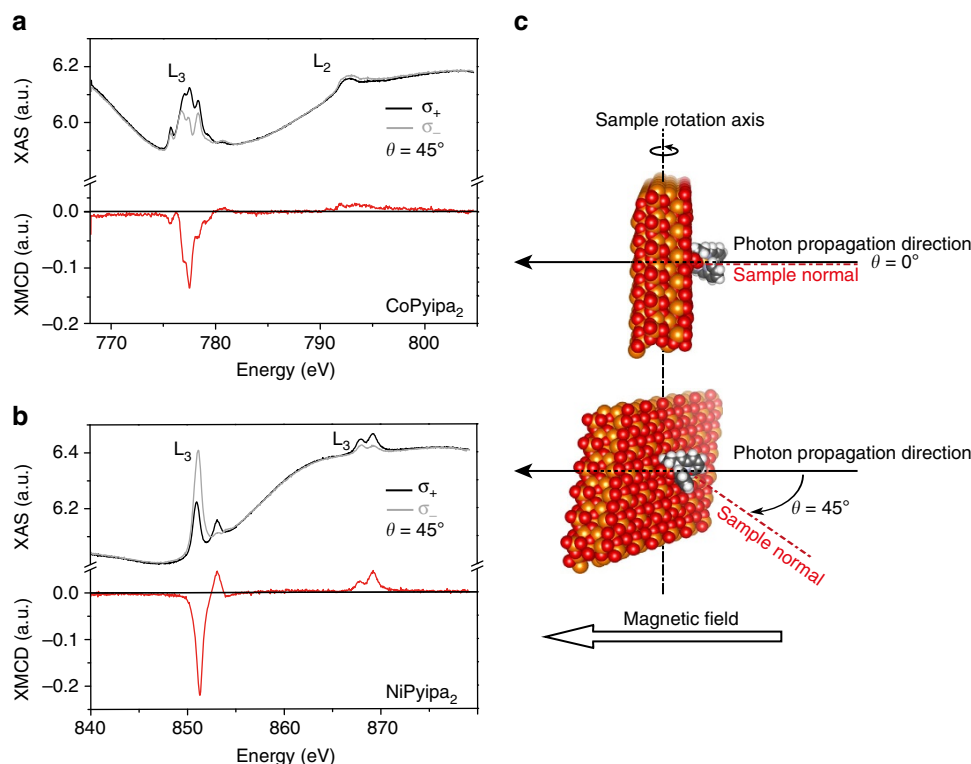 a
XAS (a.u.)
6.2
6.0
L₃
L₂
σ₊
σ₋
θ = 45°
XMCD (a.u.)
0.0
−0.1
−0.2
CoPyipa₂
770 780 790 800
Energy (eV)
b
XAS (a.u.)
6.4
6.2
L₃
L₃
σ₊
σ₋
θ = 45°
XMCD (a.u.)
0.0
−0.1
−0.2
NiPyipa₂
840 850 860 870
Energy (eV)
c
Sample rotation axis
Photon propagation direction
θ = 0°
Sample normal
Photon propagation direction
θ = 45°
Sample normal
Magnetic field